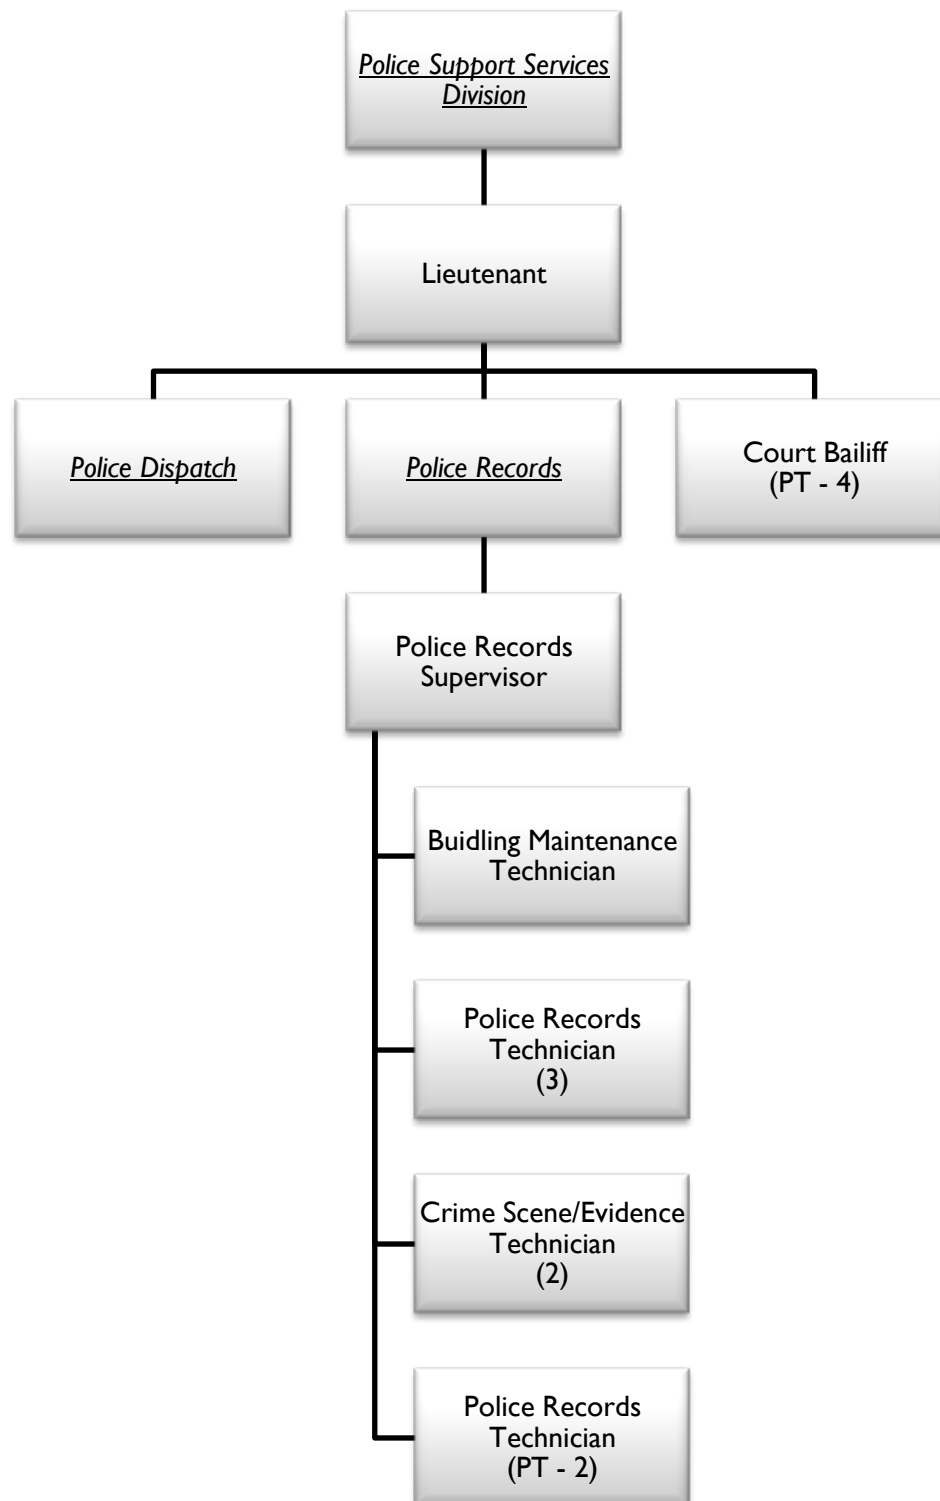 Police Support Services
Division
Lieutenant
Police Dispatch
Police Records
Court Bailiff
(PT - 4)
Police Records
Supervisor
Buidling Maintenance
Technician
Police Records
Technician
(3)
Crime Scene/Evidence
Technician
(2)
Police Records
Technician
(PT - 2)